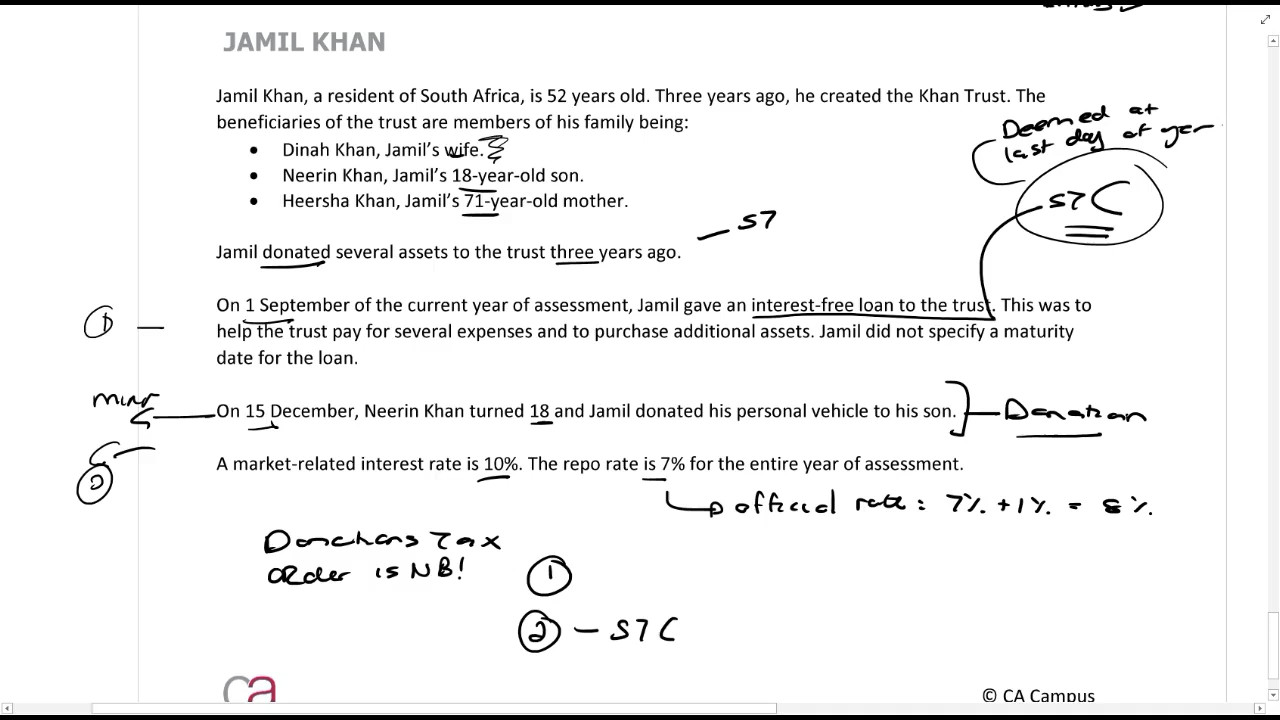 JAMIL KHAN
Jamil Khan, a resident of South Africa, is 52 years old. Three years ago, he created the Khan Trust. The
beneficiaries of the trust are members of his family being:
• Dinah Khan, Jamil's wife.
• Neerin Khan, Jamil's 18-year-old son.
• Heersha Khan, Jamil's 71-year-old mother.
Deemed at
last day of year
S7C
S7
Jamil donated several assets to the trust three years ago.
1
On 1 September of the current year of assessment, Jamil gave an interest-free loan to the trust. This was to
help the trust pay for several expenses and to purchase additional assets. Jamil did not specify a maturity
date for the loan.
minor
On 15 December, Neerin Khan turned 18 and Jamil donated his personal vehicle to his son.
Donation
2
A market-related interest rate is 10%. The repo rate is 7% for the entire year of assessment.
official rate: 7% +1% = 8%.
Donations Tax
order is NB!
1
2 - S7C
ca
© CA Campus